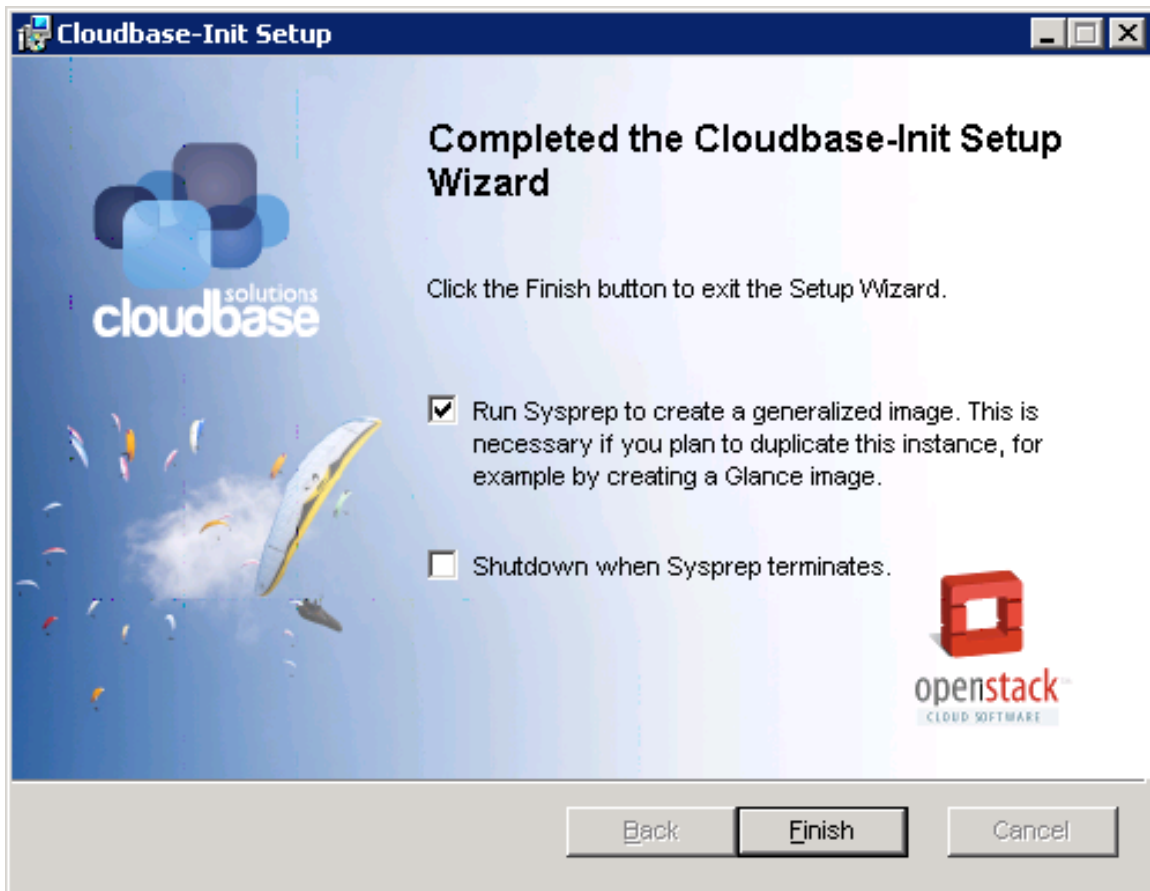 Cloudbase-Init Setup
Completed the Cloudbase-Init Setup
Wizard
solutions
cloudbase
Click the Finish button to exit the Setup Wizard.
Run Sysprep to create a generalized image. This is
necessary if you plan to duplicate this instance, for
example by creating a Glance image.
Shutdown when Sysprep terminates.
openstack
CLOUD SOFTWARE
Back
Finish
Cancel